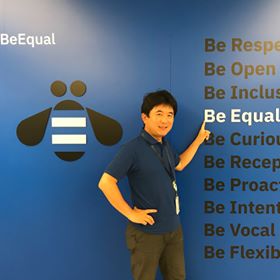 BeEqual
Be Respe
Be Open
Be Inclus
Be Equal
Be Curiou
Be Recep
Be Proac
Be Intent
Be Vocal
Be Flexib